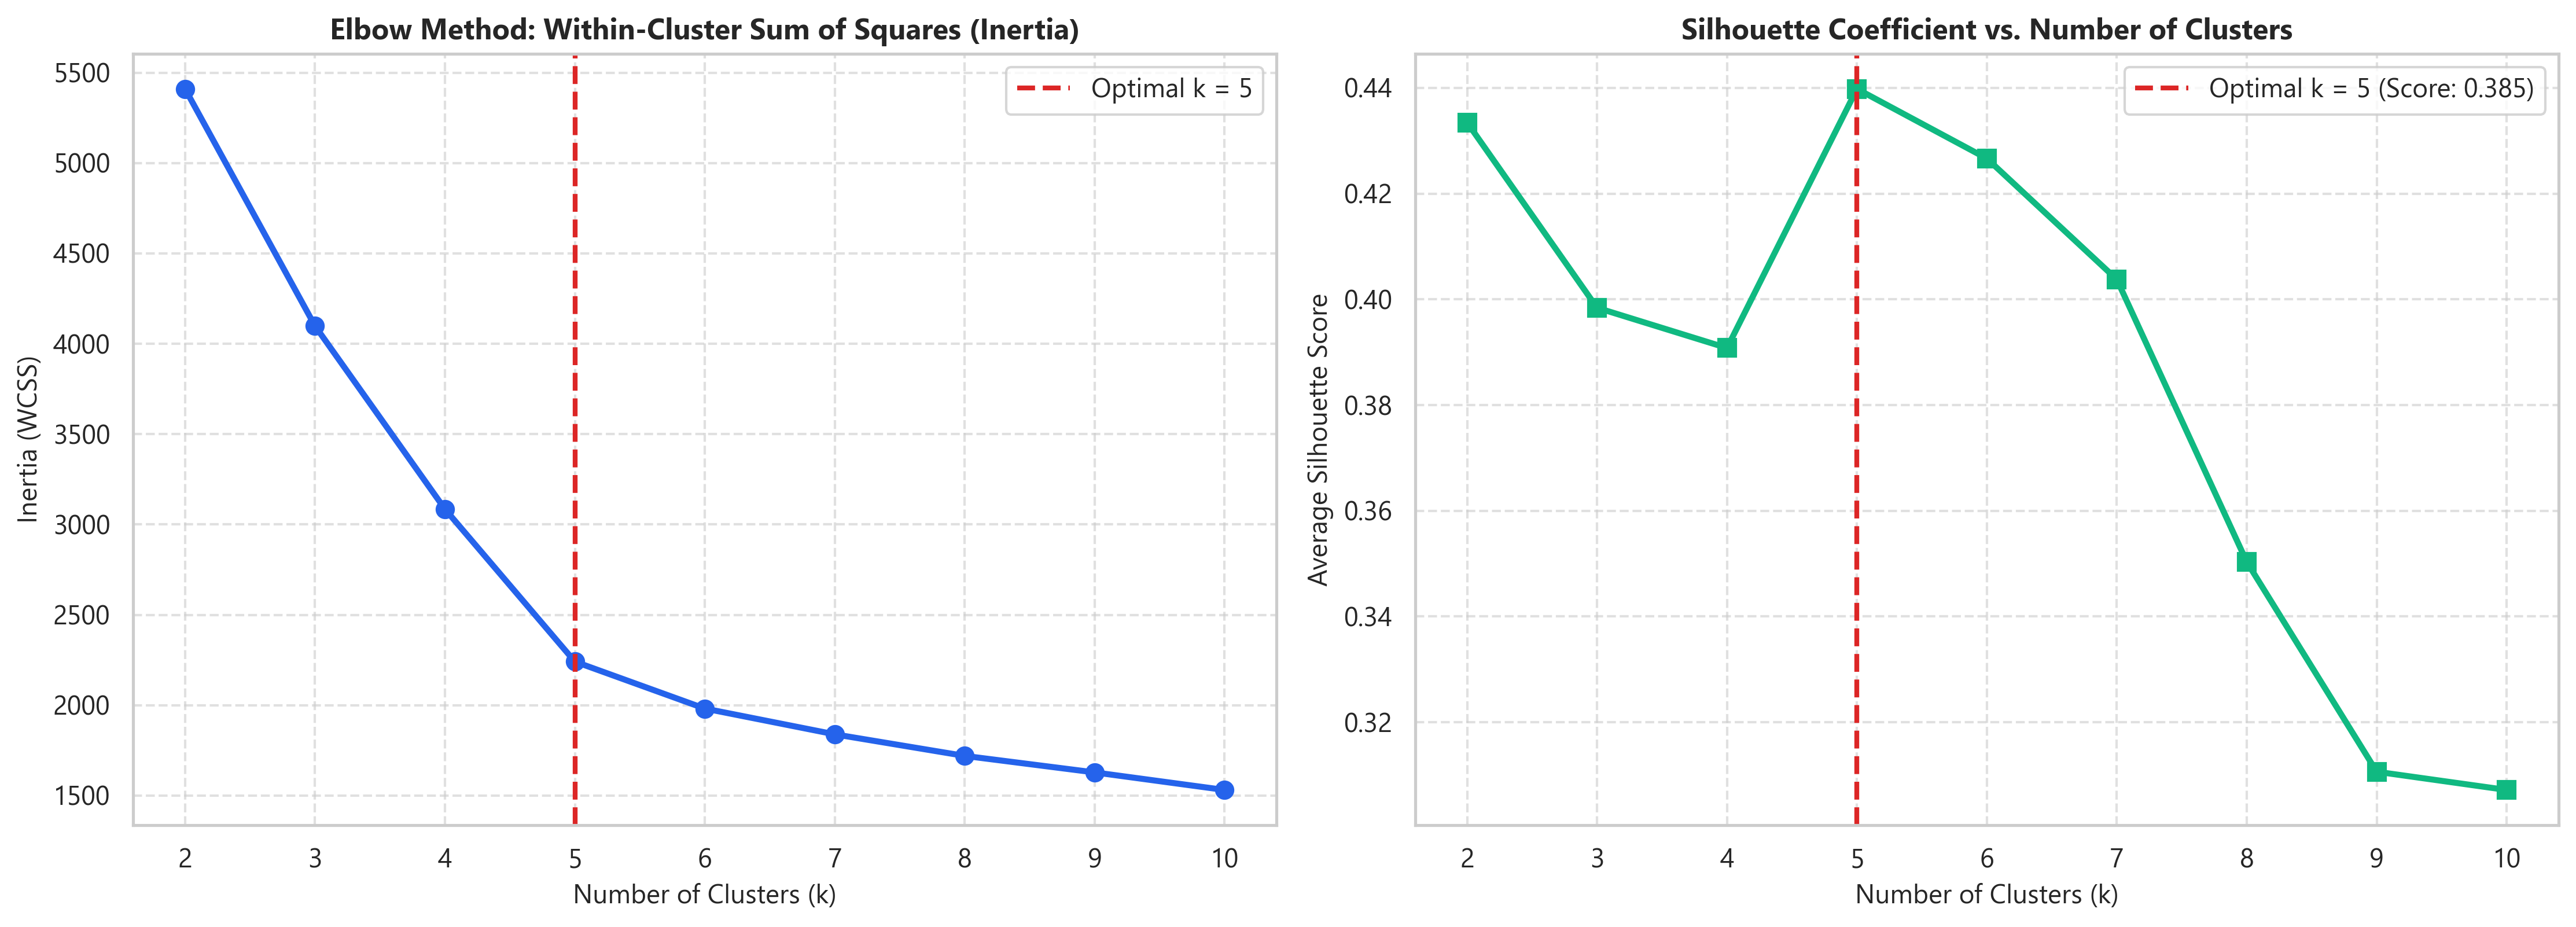 Elbow Method: Within-Cluster Sum of Squares (Inertia)
Optimal k = 5
5500
5000
4500
4000
3500
3000
2500
2000
1500
Inertia (WCSS)
2 3 4 5 6 7 8 9 10
Number of Clusters (k)
Silhouette Coefficient vs. Number of Clusters
Optimal k = 5 (Score: 0.385)
0.44
0.42
0.40
0.38
0.36
0.34
0.32
Average Silhouette Score
2 3 4 5 6 7 8 9 10
Number of Clusters (k)